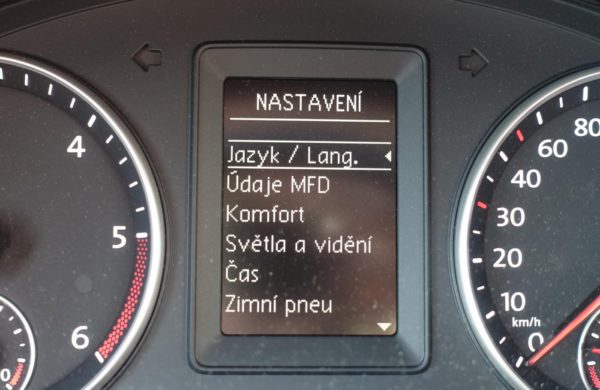 NASTAVENÍ
Jazyk / Lang.
Údaje MFD
Komfort
Světla a vidění
Čas
Zimní pneu
4
5
6
80
60
40
30
20
10
km/h
0
0